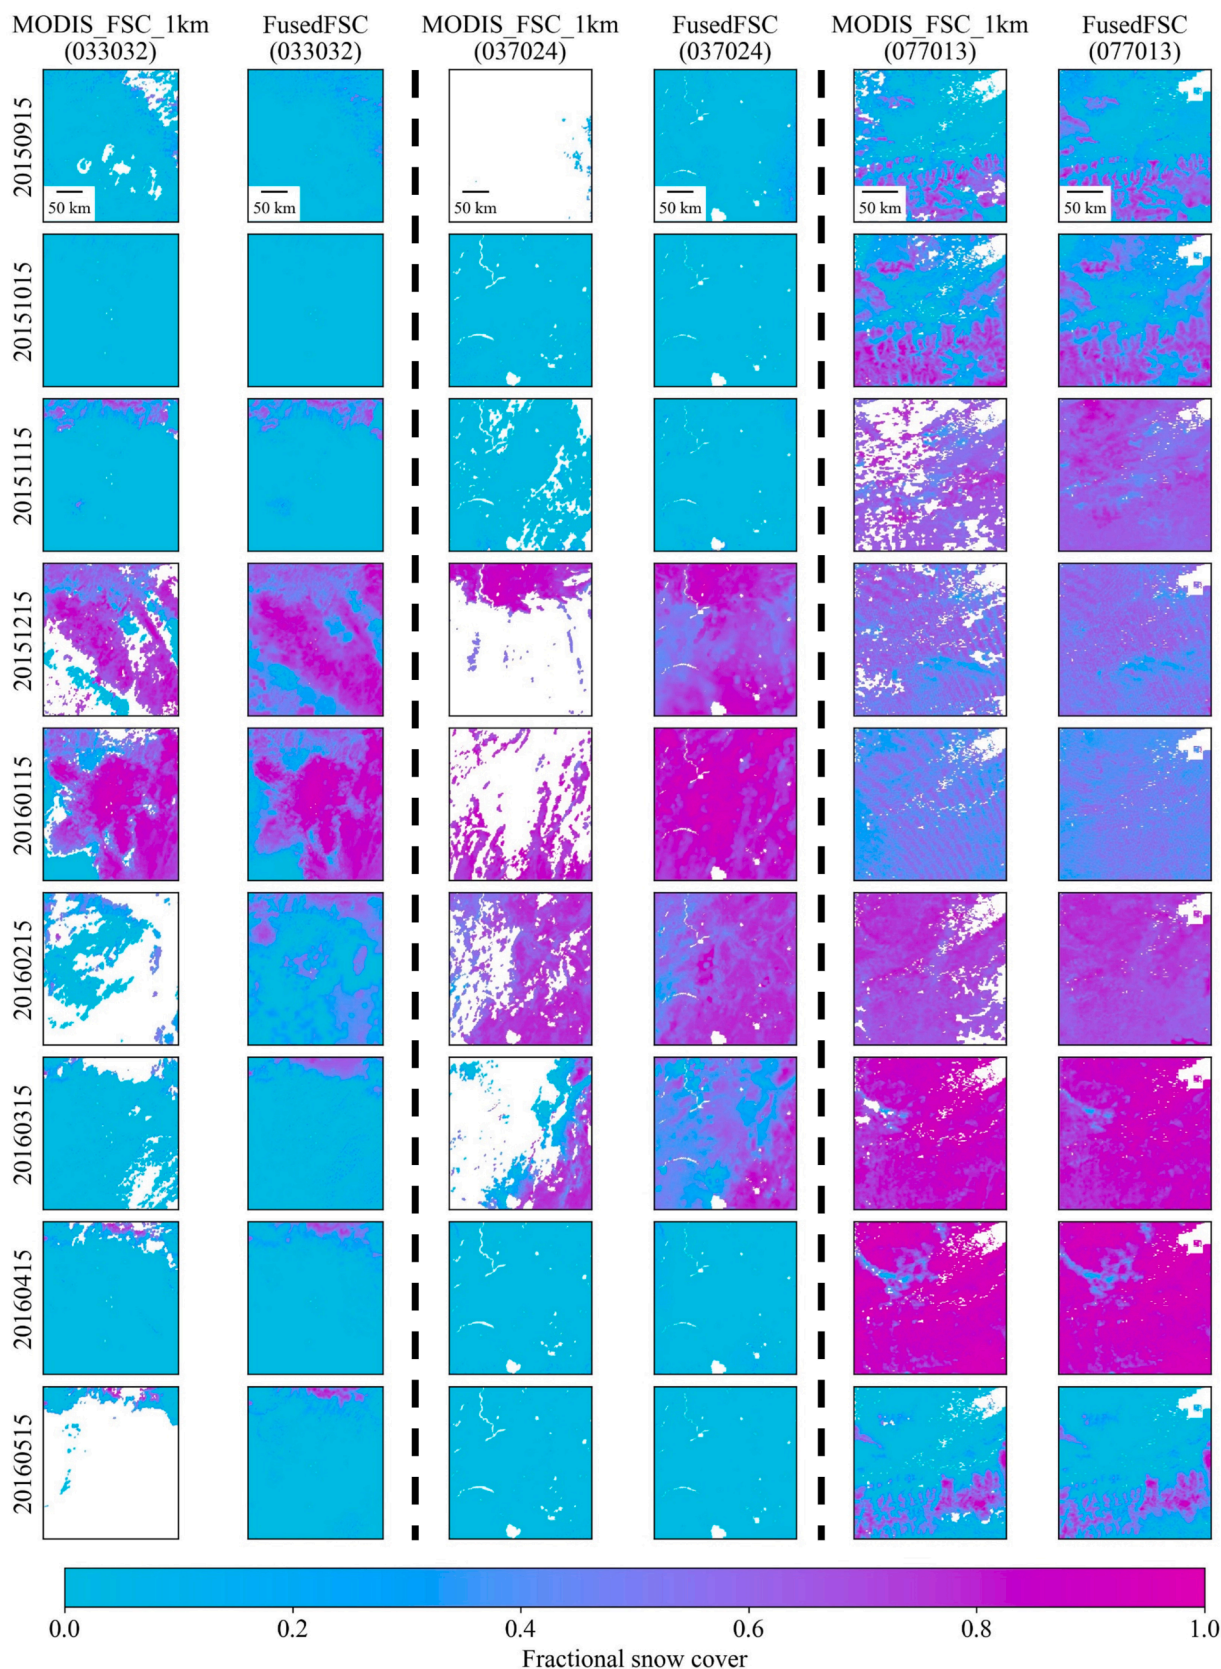 MODIS_FSC_1km FusedFSC MODIS_FSC_1km FusedFSC MODIS_FSC_1km FusedFSC
(033032) (033032) (037024) (037024) (077013) (077013)
20150915
50 km 50 km 50 km 50 km 50 km 50 km
20151015
20151115
20151215
20160115
20160215
20160315
20160415
20160515
0.0 0.2 0.4 0.6 0.8 1.0
Fractional snow cover